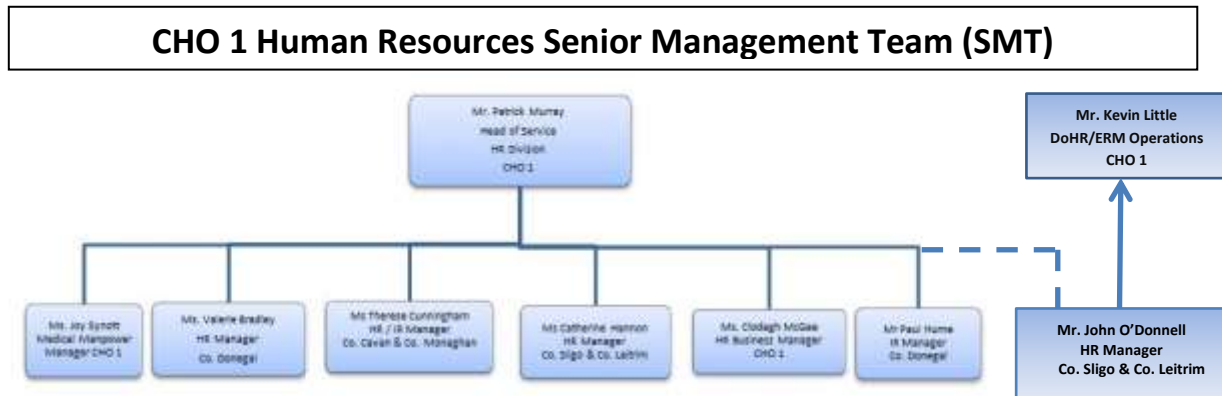 CHO 1 Human Resources Senior Management Team (SMT)
Mr. Patrick Murray
Head of Service
HR Division
CHO 1
Mr. Kevin Little
DoHR/ERM Operations
CHO 1
Ms. Joy Synott
Medical Manpower
Manager CHO 1
Ms. Valerie Bradley
HR Manager
Co. Donegal
Ms Therese Cunningham
HR / IR Manager
Co. Cavan & Co. Monaghan
Ms Catherine Hannon
HR Manager
Co. Sligo & Co. Leitrim
Ms. Clodagh McGee
HR Business Manager
CHO 1
Mr Paul Hume
IR Manager
Co. Donegal
Mr. John O’Donnell
HR Manager
Co. Sligo & Co. Leitrim